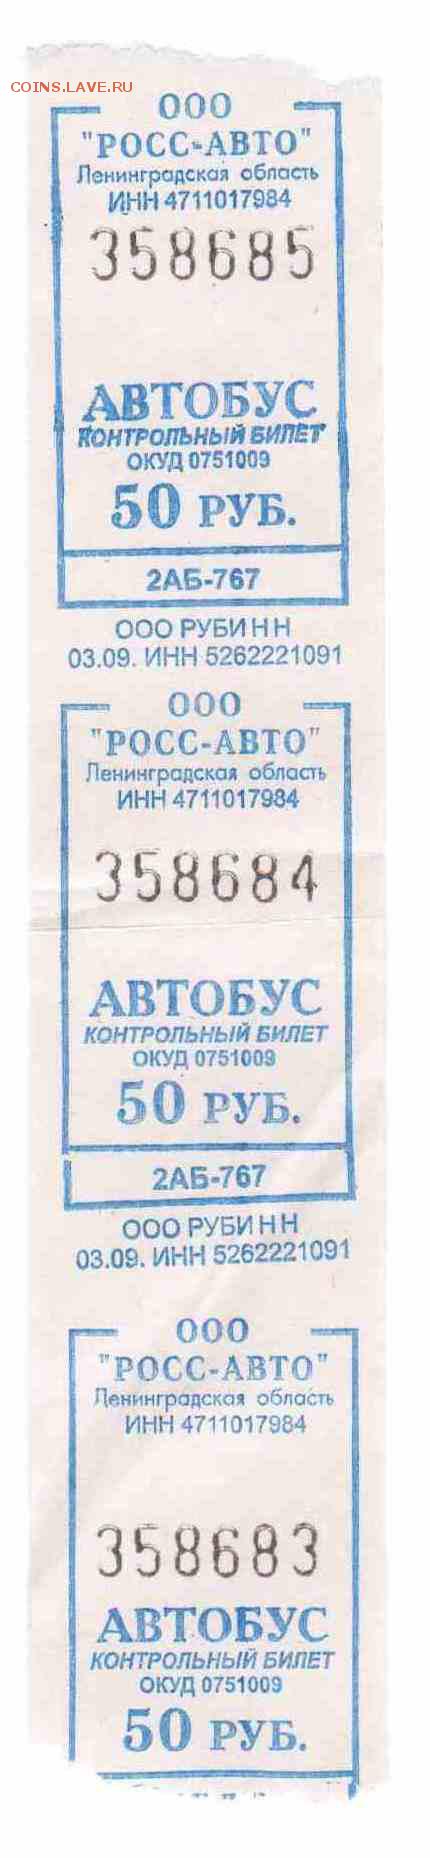 COINS.LAVE.RU
ООО
"РОСС-АВТО"
Ленинградская область
ИНН 4711017984
358685
АВТОБУС
КОНТРОЛЬНЫЙ БИЛЕТ
ОКУД 0751009
50 РУБ.
2АБ-767
ООО РУБИ Н Н
03.09. ИНН 5262221091
ООО
"РОСС-АВТО"
Ленинградская область
ИНН 4711017984
358684
АВТОБУС
КОНТРОЛЬНЫЙ БИЛЕТ
ОКУД 0751009
50 РУБ.
2АБ-767
ООО РУБИ Н Н
03.09. ИНН 5262221091
ООО
"РОСС-АВТО"
Ленинградская область
ИНН 4711017984
358683
АВТОБУС
КОНТРОЛЬНЫЙ БИЛЕТ
ОКУД 0751009
50 РУБ.